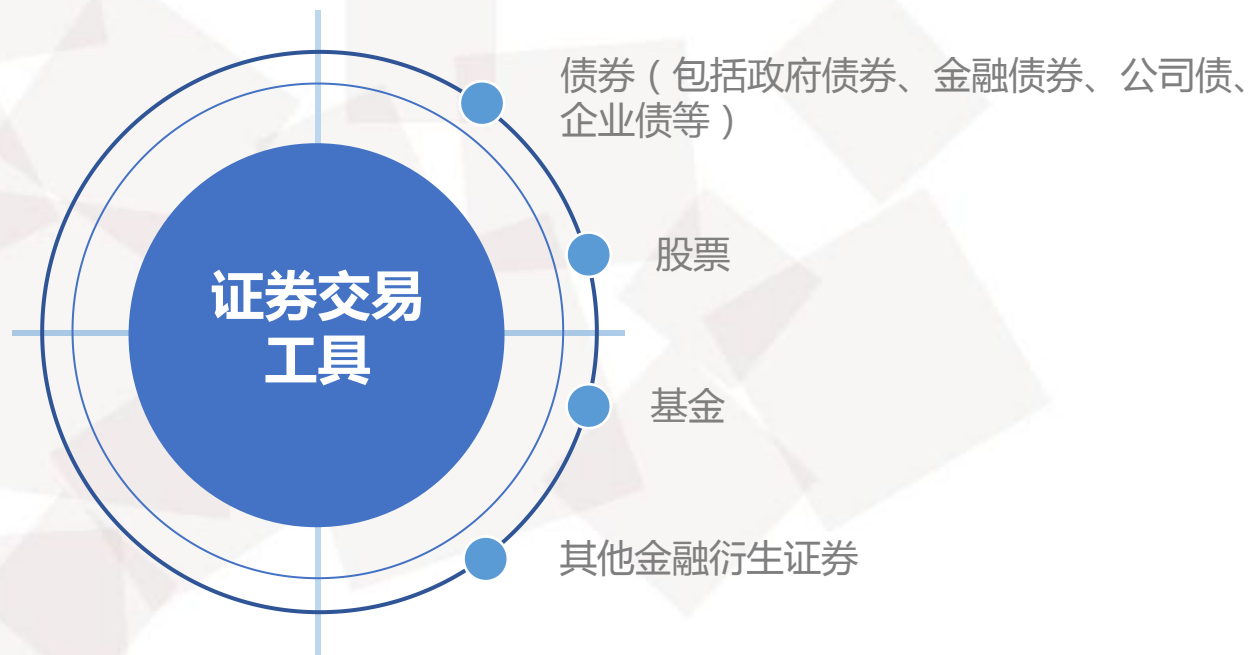 债券（包括政府债券、金融债券、公司债、
企业债等）
股票
证券交易
工具
基金
其他金融衍生证券